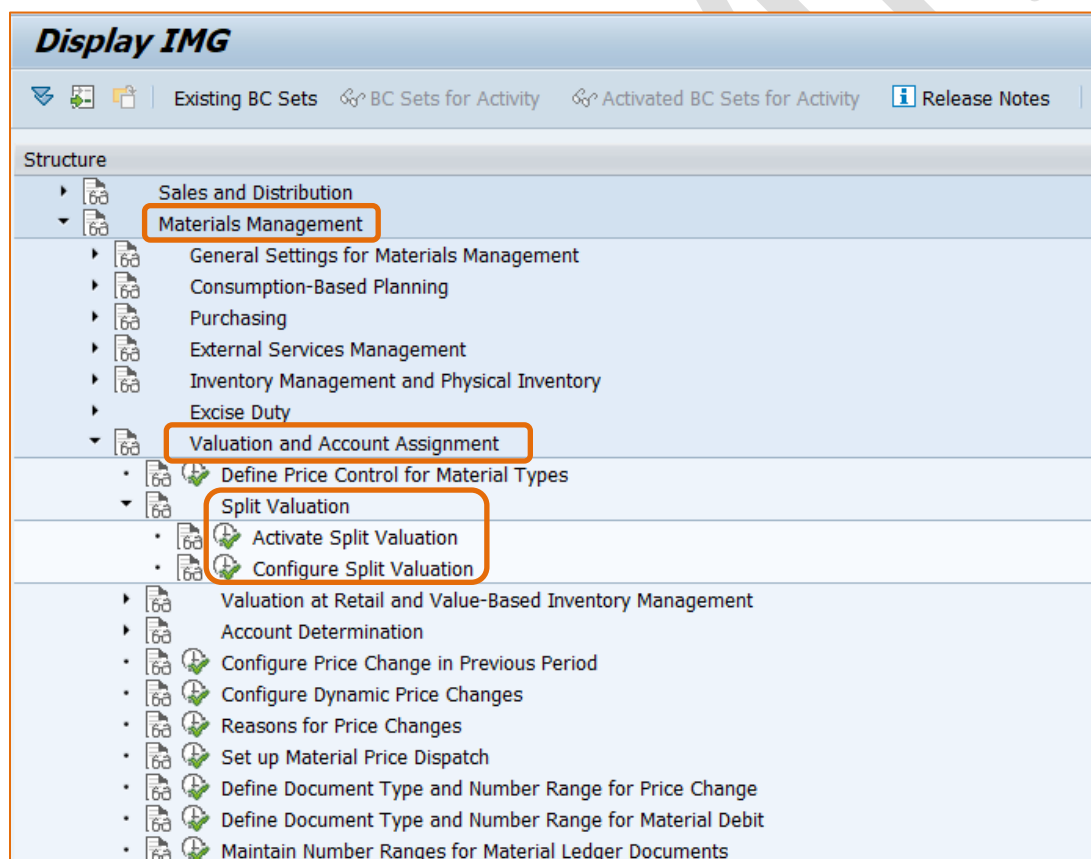 Display IMG
Existing BC Sets BC Sets for Activity Activated BC Sets for Activity Release Notes
Structure
Sales and Distribution
Materials Management
General Settings for Materials Management
Consumption-Based Planning
Purchasing
External Services Management
Inventory Management and Physical Inventory
Excise Duty
Valuation and Account Assignment
Define Price Control for Material Types
Split Valuation
Activate Split Valuation
Configure Split Valuation
Valuation at Retail and Value-Based Inventory Management
Account Determination
Configure Price Change in Previous Period
Configure Dynamic Price Changes
Reasons for Price Changes
Set up Material Price Dispatch
Define Document Type and Number Range for Price Change
Define Document Type and Number Range for Material Debit
Maintain Number Ranges for Material Ledger Documents